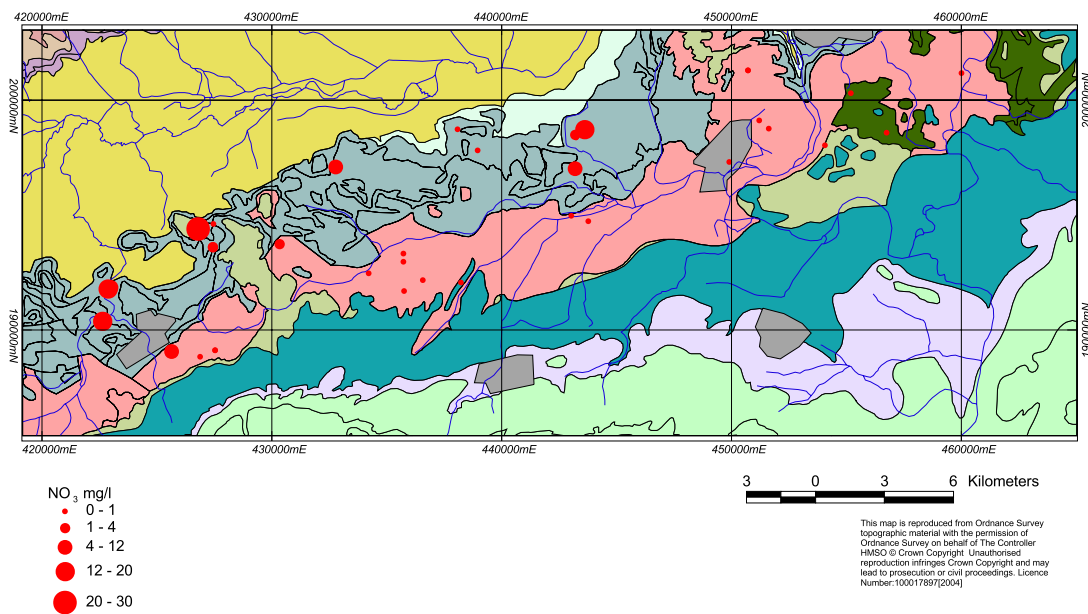 420000mE 430000mE 440000mE 450000mE 460000mE
200000mN 200000mN
190000mN 190000mN
420000mE 430000mE 440000mE 450000mE 460000mE
NO3 mg/l
0 - 1
1 - 4
4 - 12
12 - 20
20 - 30
3 0 3 6 Kilometers
This map is reproduced from Ordnance Survey
topographic material with the permission of
Ordnance Survey on behalf of The Controller
HMSO © Crown Copyright Unauthorised
reproduction infringes Crown Copyright and may
lead to prosecution or civil proceedings. Licence
Number:100017897[2004]